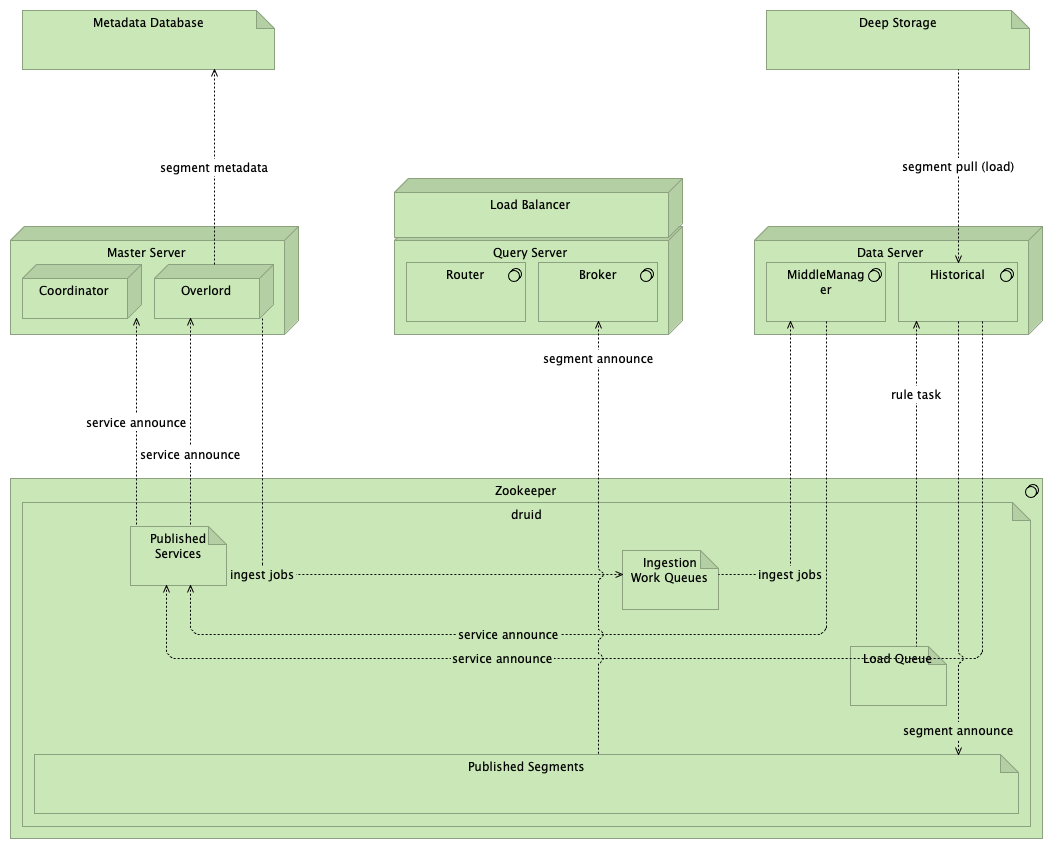 Metadata Database
Deep Storage
segment metadata
segment pull (load)
Load Balancer
Master Server
Query Server
Data Server
Coordinator
Overlord
Router
Broker
MiddleManag
er
Historical
segment announce
rule task
service announce
service announce
Zookeeper
druid
Published
Services
Ingestion
Work Queues
ingest jobs
ingest jobs
service announce
service announce
Load Queue
segment announce
Published Segments